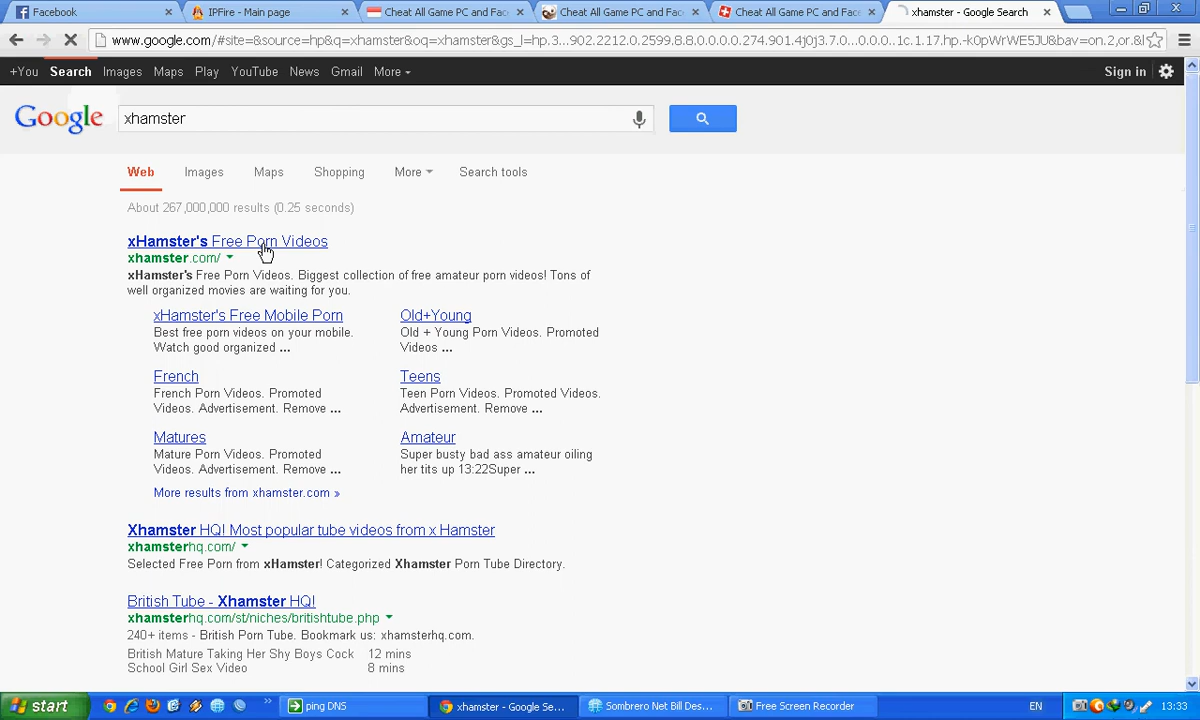 Facebook
IPFire - Main page
Cheat All Game PC and Fac
Cheat All Game PC and Fac
Cheat All Game PC and Fac
xhamster - Google Search
www.google.com/#site=&source=hp&q=xhamster&oq=xhamster&gs_l=hp.3...902.2212.0.2599.8.8.0.0.0.0.274.901.4j0j3.7.0...0.0.0..1c.1.17.hp.-k0pWrWE5JU&bav=on.2,or.
+You Search Images Maps Play YouTube News Gmail More
Sign in
Google
xhamster
Web Images Maps Shopping More Search tools
About 267,000,000 results (0.25 seconds)
xHamster's Free Porn Videos
xhamster.com/
xHamster's Free Porn Videos. Biggest collection of free amateur porn videos! Tons of
well organized movies are waiting for you.
xHamster's Free Mobile Porn
Best free porn videos on your mobile.
Watch good organized ...
Old+Young
Old + Young Porn Videos. Promoted
Videos ...
French
French Porn Videos. Promoted
Videos. Advertisement. Remove ...
Teens
Teen Porn Videos. Promoted Videos.
Advertisement. Remove ...
Matures
Mature Porn Videos. Promoted
Videos. Advertisement. Remove ...
Amateur
Super busty bad ass amateur oiling
her tits up 13:22Super ...
More results from xhamster.com »
Xhamster HQ! Most popular tube videos from x Hamster
xhamsterhq.com/
Selected Free Porn from xHamster! Categorized Xhamster Porn Tube Directory.
British Tube - Xhamster HQ!
xhamsterhq.com/st/niches/britishtube.php
240+ items - British Porn Tube. Bookmark us: xhamsterhq.com.
British Mature Taking Her Shy Boys Cock 12 mins
School Girl Sex Video 8 mins
start
ping DNS
xhamster - Google Se...
Sombrero Net Bill Des...
Free Screen Recorder
EN
13:33